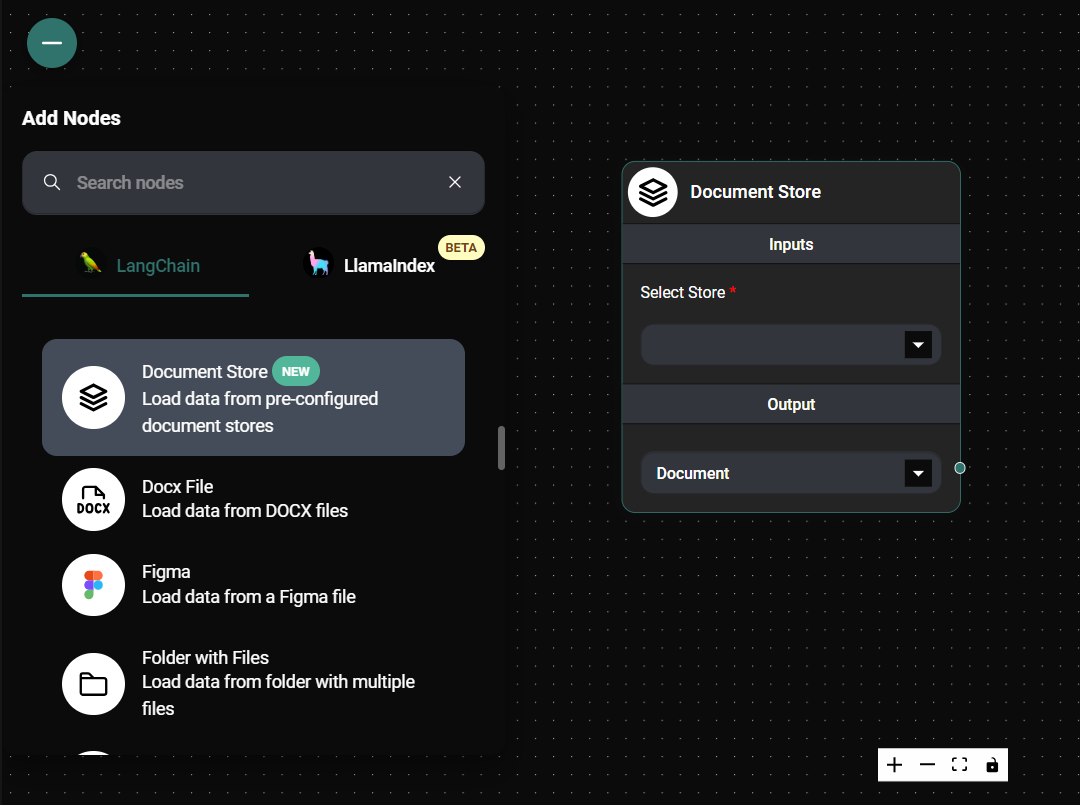 Add Nodes
Search nodes
LangChain
LlamaIndex
BETA
Document Store NEW
Load data from pre-configured
document stores
DOCX
Docx File
Load data from DOCX files
Figma
Load data from a Figma file
Folder with Files
Load data from folder with multiple
files
Document Store
Inputs
Select Store *
Output
Document